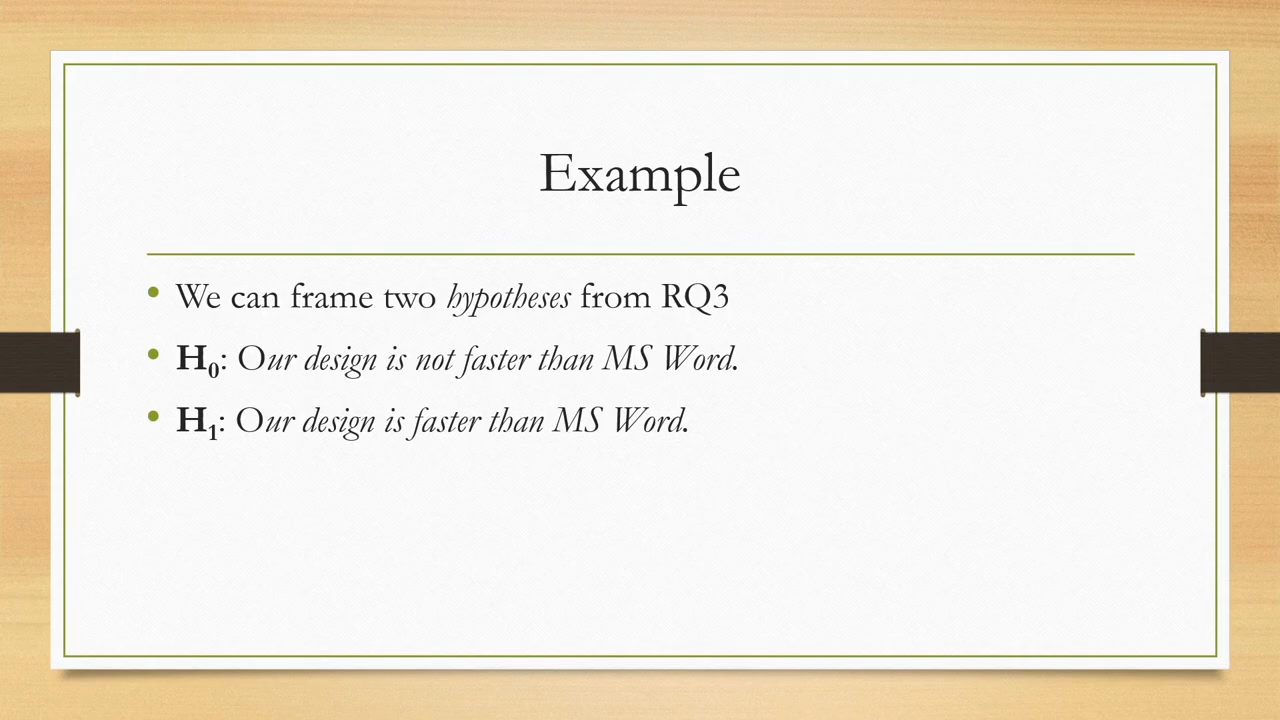 Example
• We can frame two hypotheses from RQ3
• H₀: Our design is not faster than MS Word.
• H₁: Our design is faster than MS Word.